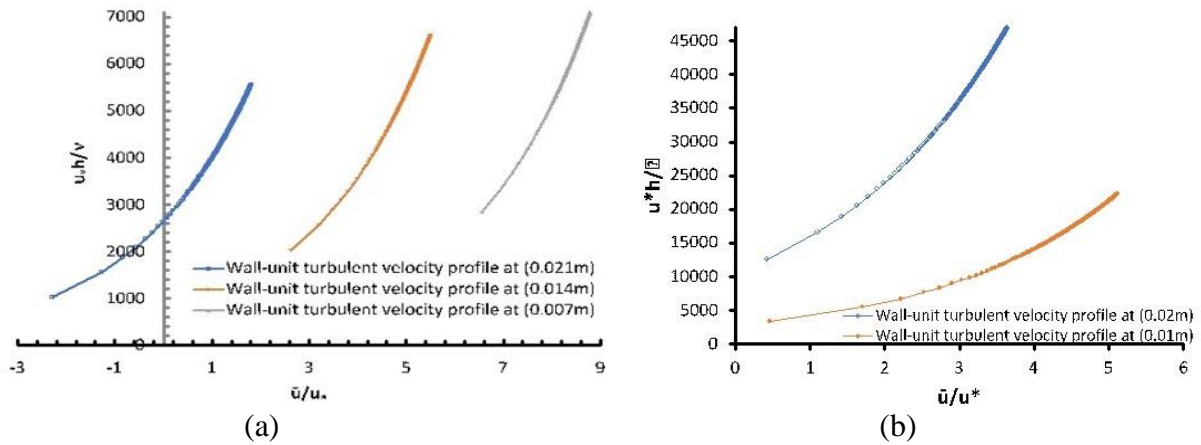 7000
6000
5000
4000
3000
2000
1000
0
u*h/ν
Wall-unit turbulent velocity profile at (0.021m)
Wall-unit turbulent velocity profile at (0.014m)
Wall-unit turbulent velocity profile at (0.007m)
-3 -1 1 3 5 7 9
ū/u*
(a)
45000
40000
35000
30000
25000
20000
15000
10000
5000
0
u*h/
Wall-unit turbulent velocity profile at (0.02m)
Wall-unit turbulent velocity profile at (0.01m)
0 1 2 3 4 5 6
ū/u*
(b)